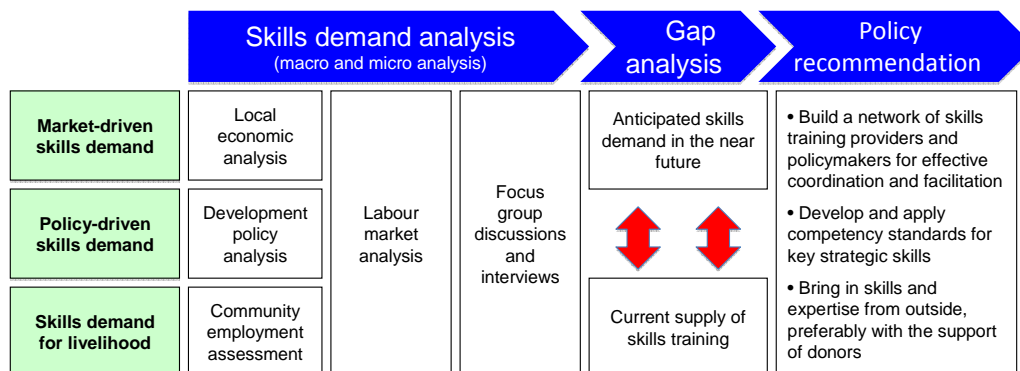 Skills demand analysis
(macro and micro analysis)
Gap
analysis
Policy
recommendation
Market-driven
skills demand
Policy-driven
skills demand
Skills demand
for livelihood
Local
economic
analysis
Development
policy
analysis
Community
employment
assessment
Labour
market
analysis
Focus
group
discussions
and
interviews
Anticipated skills
demand in the near
future
Current supply of
skills training
• Build a network of skills
training providers and
policymakers for effective
coordination and facilitation
• Develop and apply
competency standards for
key strategic skills
• Bring in skills and
expertise from outside,
preferably with the support
of donors